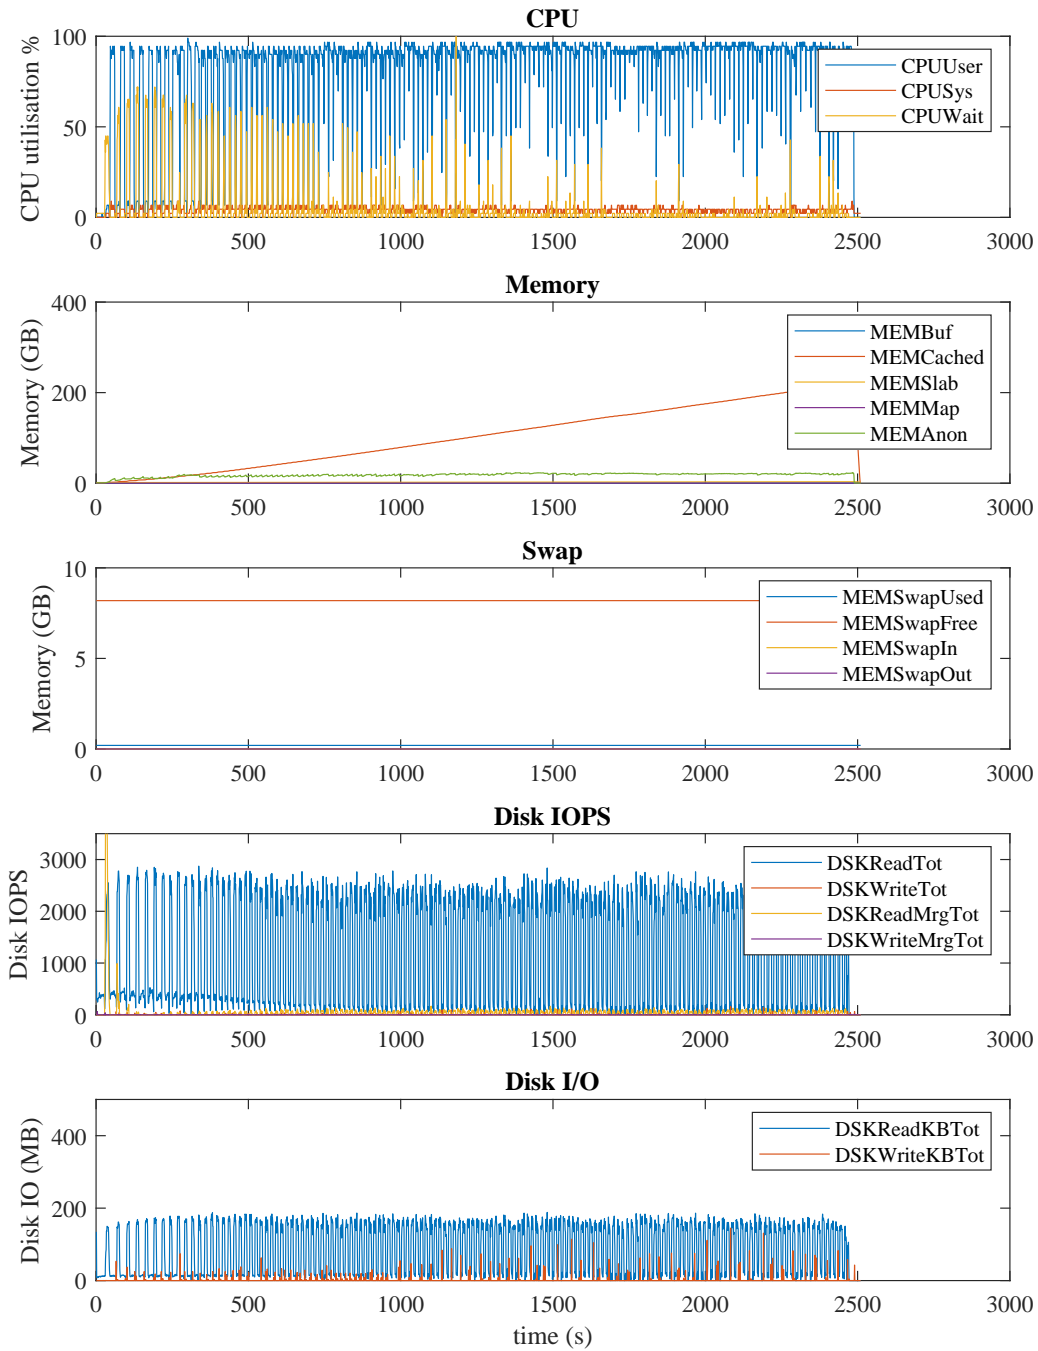 CPU
CPU utilisation %
100
50
0
CPUUser
CPUSys
CPUWait
0 500 1000 1500 2000 2500 3000
Memory
Memory (GB)
400
200
0
MEMBuf
MEMCached
MEMSlab
MEMMap
MEMAnon
0 500 1000 1500 2000 2500 3000
Swap
Memory (GB)
10
5
0
MEMSwapUsed
MEMSwapFree
MEMSwapIn
MEMSwapOut
0 500 1000 1500 2000 2500 3000
Disk IOPS
Disk IOPS
3000
2000
1000
0
DSKReadTot
DSKWriteTot
DSKReadMrgTot
DSKWriteMrgTot
0 500 1000 1500 2000 2500 3000
Disk I/O
Disk IO (MB)
400
200
0
DSKReadKBTot
DSKWriteKBTot
0 500 1000 1500 2000 2500 3000
time (s)